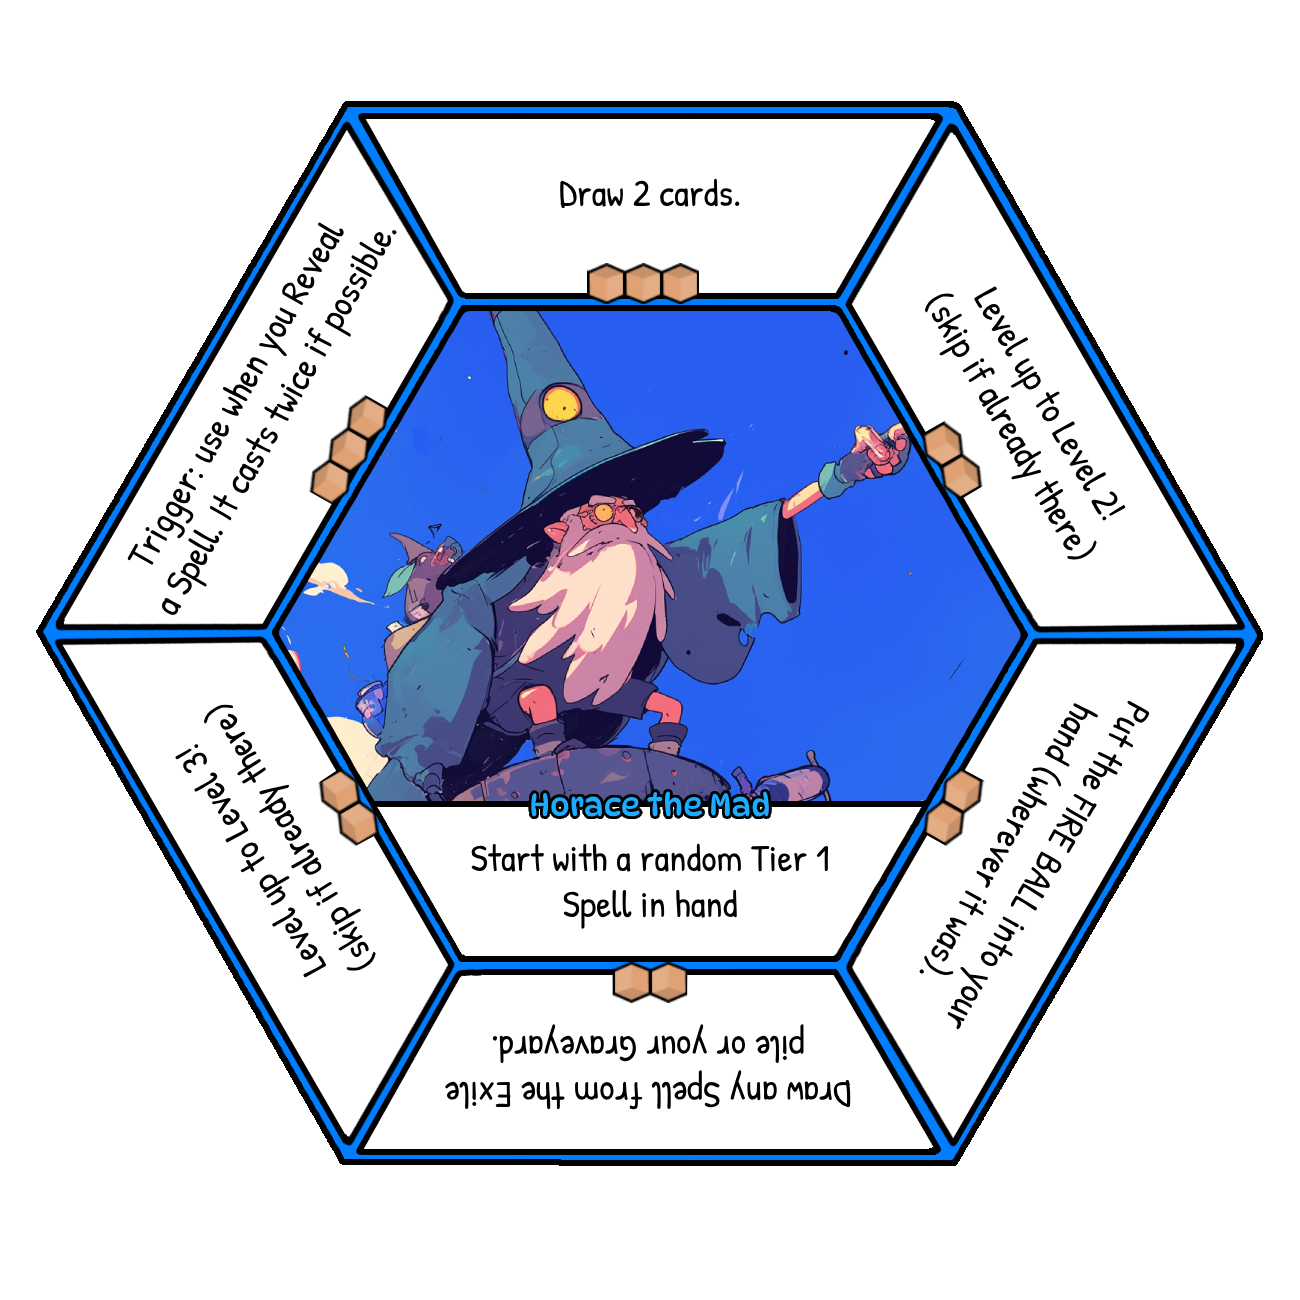 Draw 2 cards.
Level up to Level 2!
(skip if already there)
Put the FIRE BALL into your
hand (wherever it was).
Draw any Spell from the Exile
pile or your Graveyard.
Level up to Level 3!
(skip if already there)
Trigger: use when you Reveal
a Spell. It casts twice if possible.
Horace the Mad
Start with a random Tier 1
Spell in hand